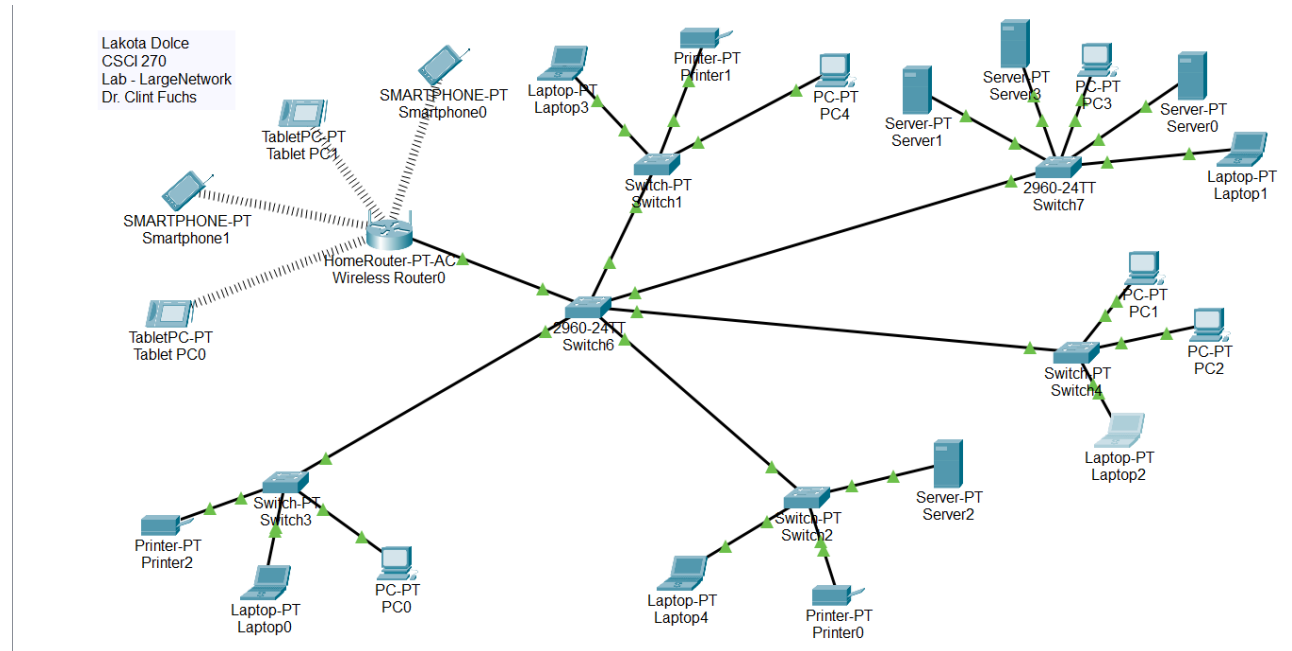 Lakota Dolce
CSCI 270
Lab - LargeNetwork
Dr. Clint Fuchs
SMARTPHONE-PT
Smartphone0
TabletPC-PT
Tablet PC1
SMARTPHONE-PT
Smartphone1
TabletPC-PT
Tablet PC0
HomeRouter-PT-AC
Wireless Router0
Laptop-PT
Laptop3
Printer-PT
Printer1
PC-PT
PC4
Switch-PT
Switch1
Server-PT
Server1
Server-PT
Server3
PC-PT
PC3
Server-PT
Server0
Laptop-PT
Laptop1
2960-24TT
Switch7
2960-24TT
Switch6
PC-PT
PC1
PC-PT
PC2
Switch-PT
Switch4
Laptop-PT
Laptop2
Switch-PT
Switch3
Printer-PT
Printer2
Laptop-PT
Laptop0
PC-PT
PC0
Switch-PT
Switch2
Server-PT
Server2
Laptop-PT
Laptop4
Printer-PT
Printer0